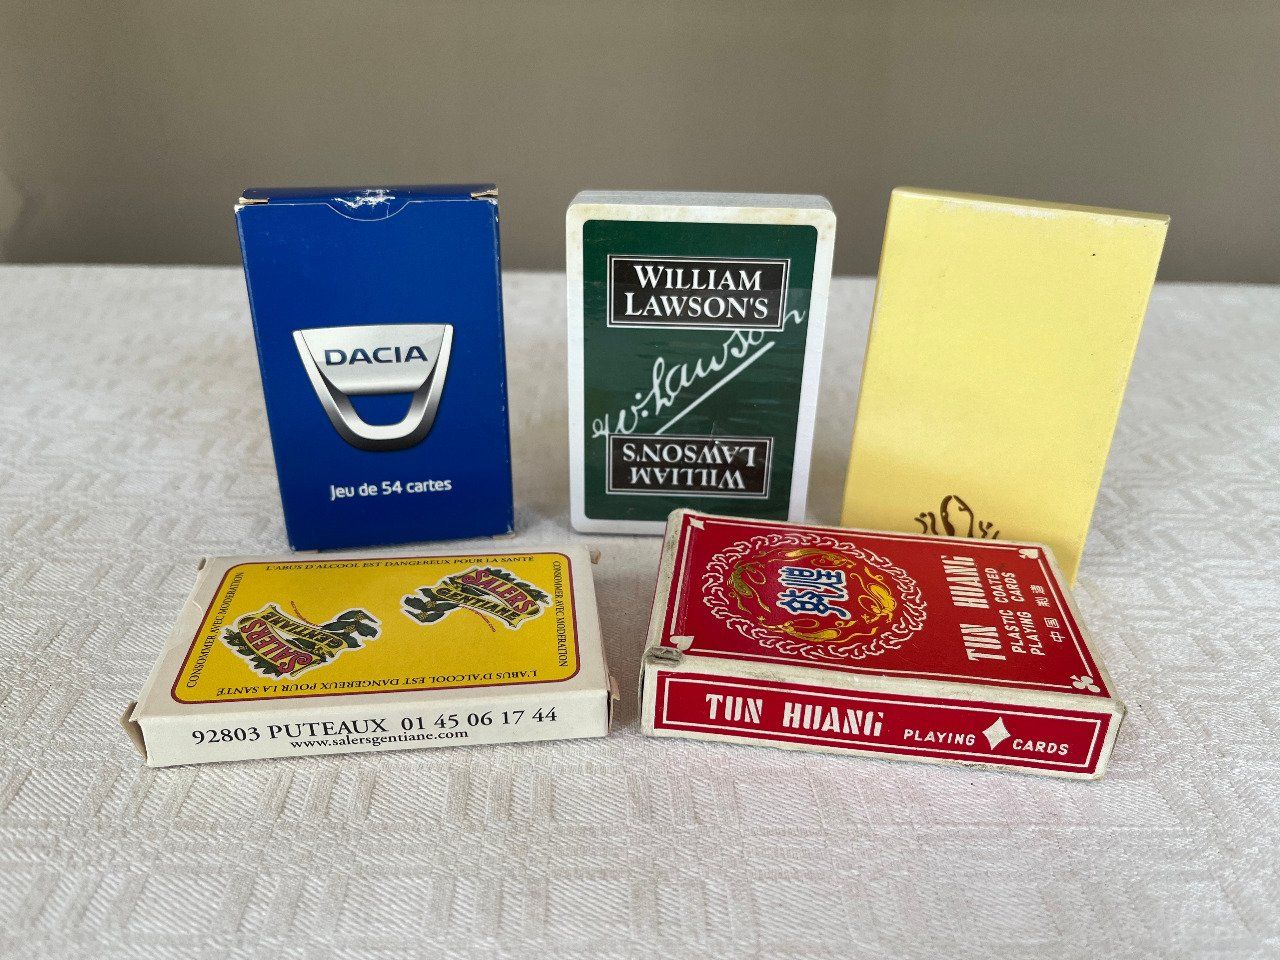 DACIA
Jeu de 54 cartes
WILLIAM
LAWSON'S
W. Lawson
WILLIAM
LAWSON'S
L'ABUS D'ALCOOL EST DANGEREUX POUR LA SANTÉ
CONSOMMER AVEC MODÉRATION
SALERS
GENTIANE
SALERS
GENTIANE
CONSOMMER AVEC MODÉRATION
L'ABUS D'ALCOOL EST DANGEREUX POUR LA SANTÉ
92803 PUTEAUX 01 45 06 17 44
www.salersgentiane.com
敦煌
TUN HUANG
PLASTIC COATED
PLAYING CARDS
中国制造
TUN HUANG
PLAYING CARDS